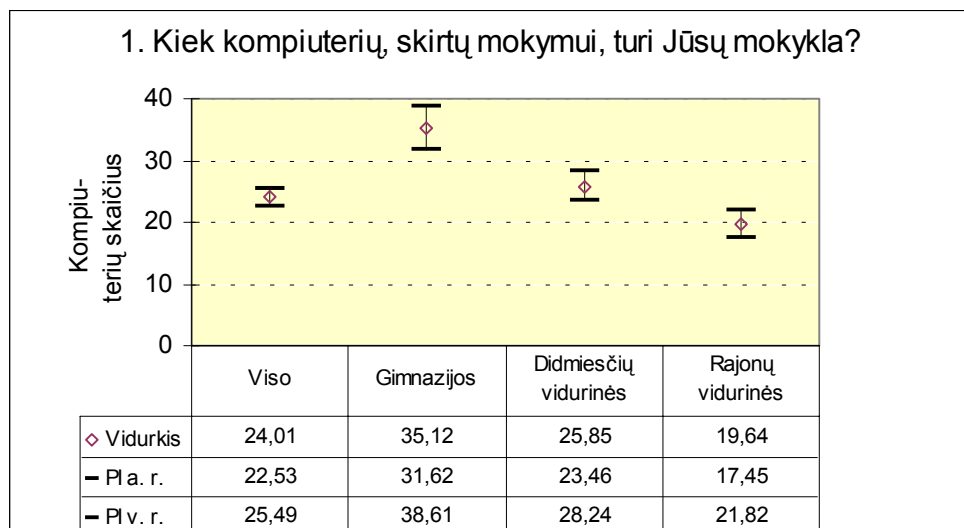 1. Kiek kompiuterių, skirtų mokymui, turi Jūsų mokykla?
Kompiu-
terių skaičius
40
30
20
10
0
Viso Gimnazijos Didmiesčių vidurinės Rajonų vidurinės
Vidurkis 24,01 35,12 25,85 19,64
PI a. r. 22,53 31,62 23,46 17,45
PI v. r. 25,49 38,61 28,24 21,82